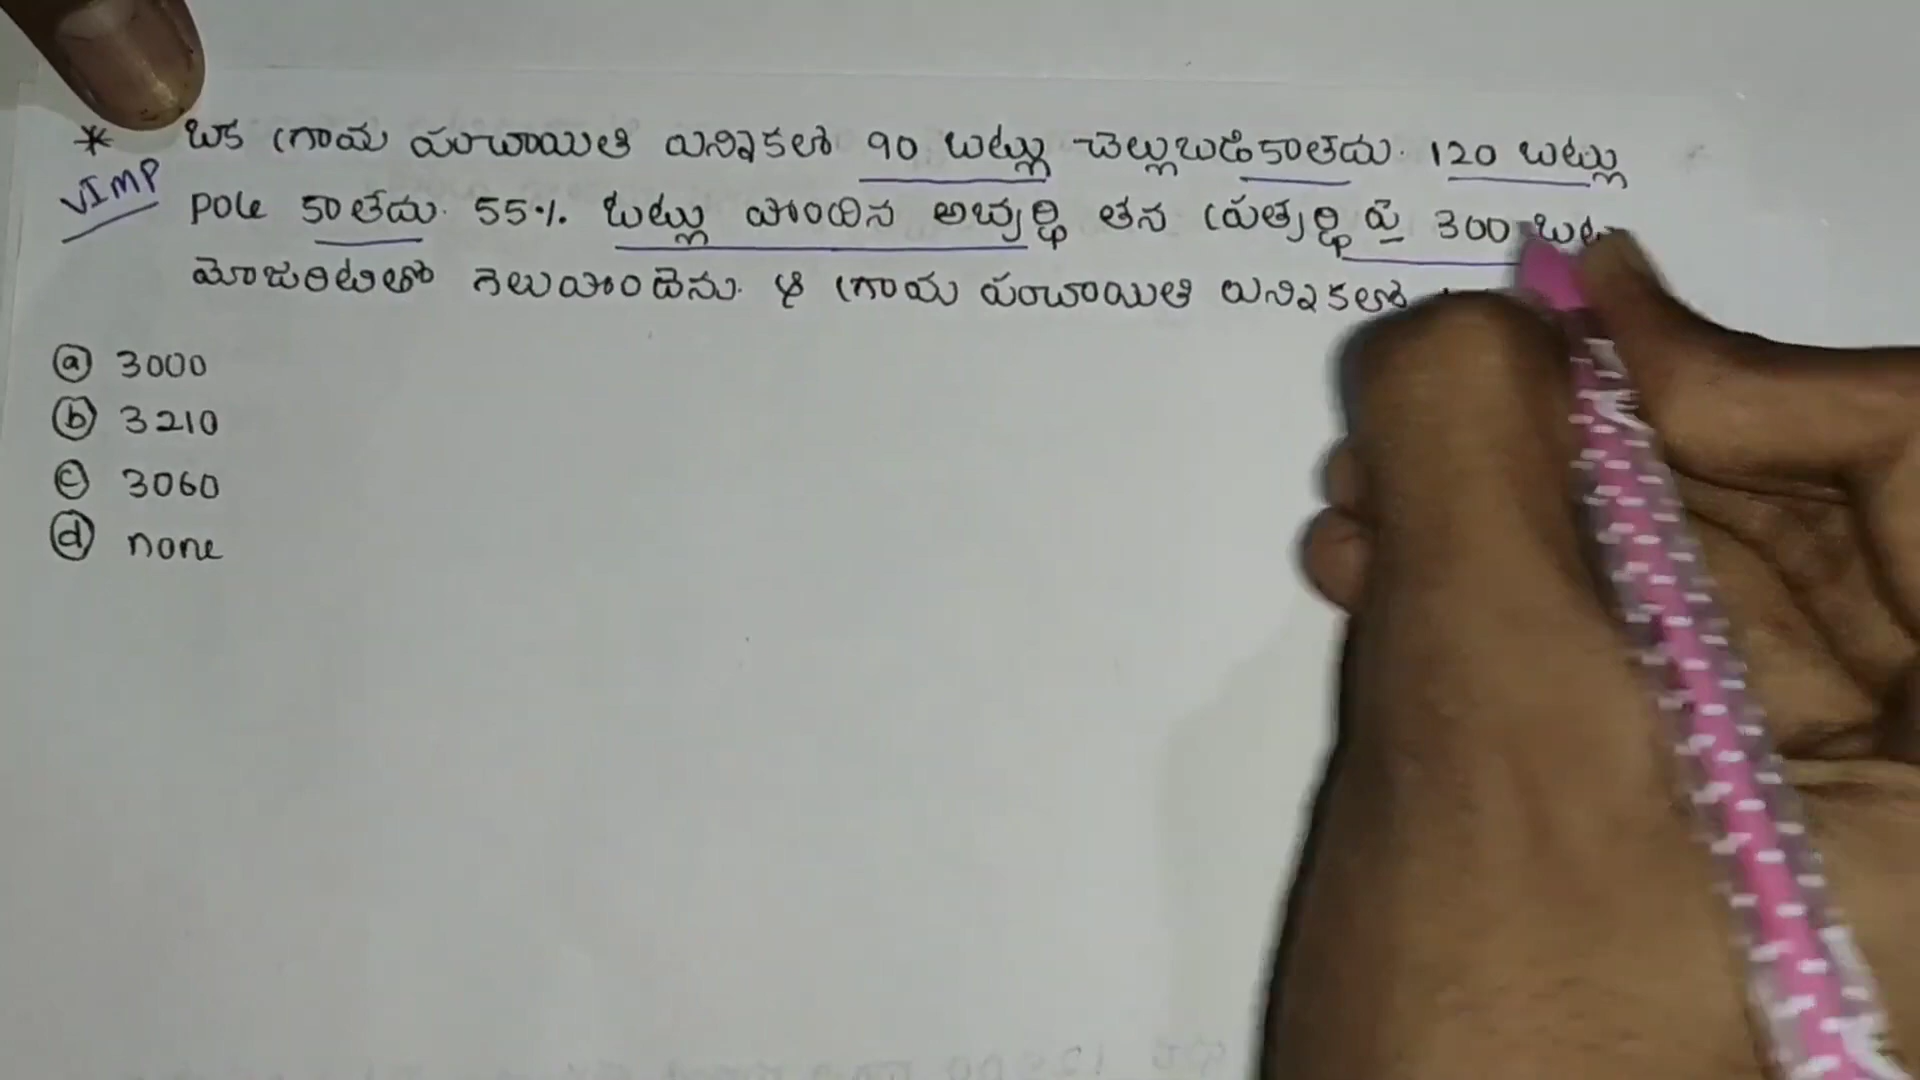 * ఒక గ్రామ పంచాయితి ఎన్నికలో 90 ఓట్లు చెల్లుబడికాలేదు. 120 ఓట్లు
VIMP
pole కాలేదు. 55% ఓట్లు పొందిన అభ్యర్థి తన ప్రత్యర్థి పై 300
మోజారిటితో గెలుపొందెను. ఆ గ్రామ పంచాయితి ఎన్నికలో
ⓐ 3000
ⓑ 3210
ⓒ 3060
ⓓ none